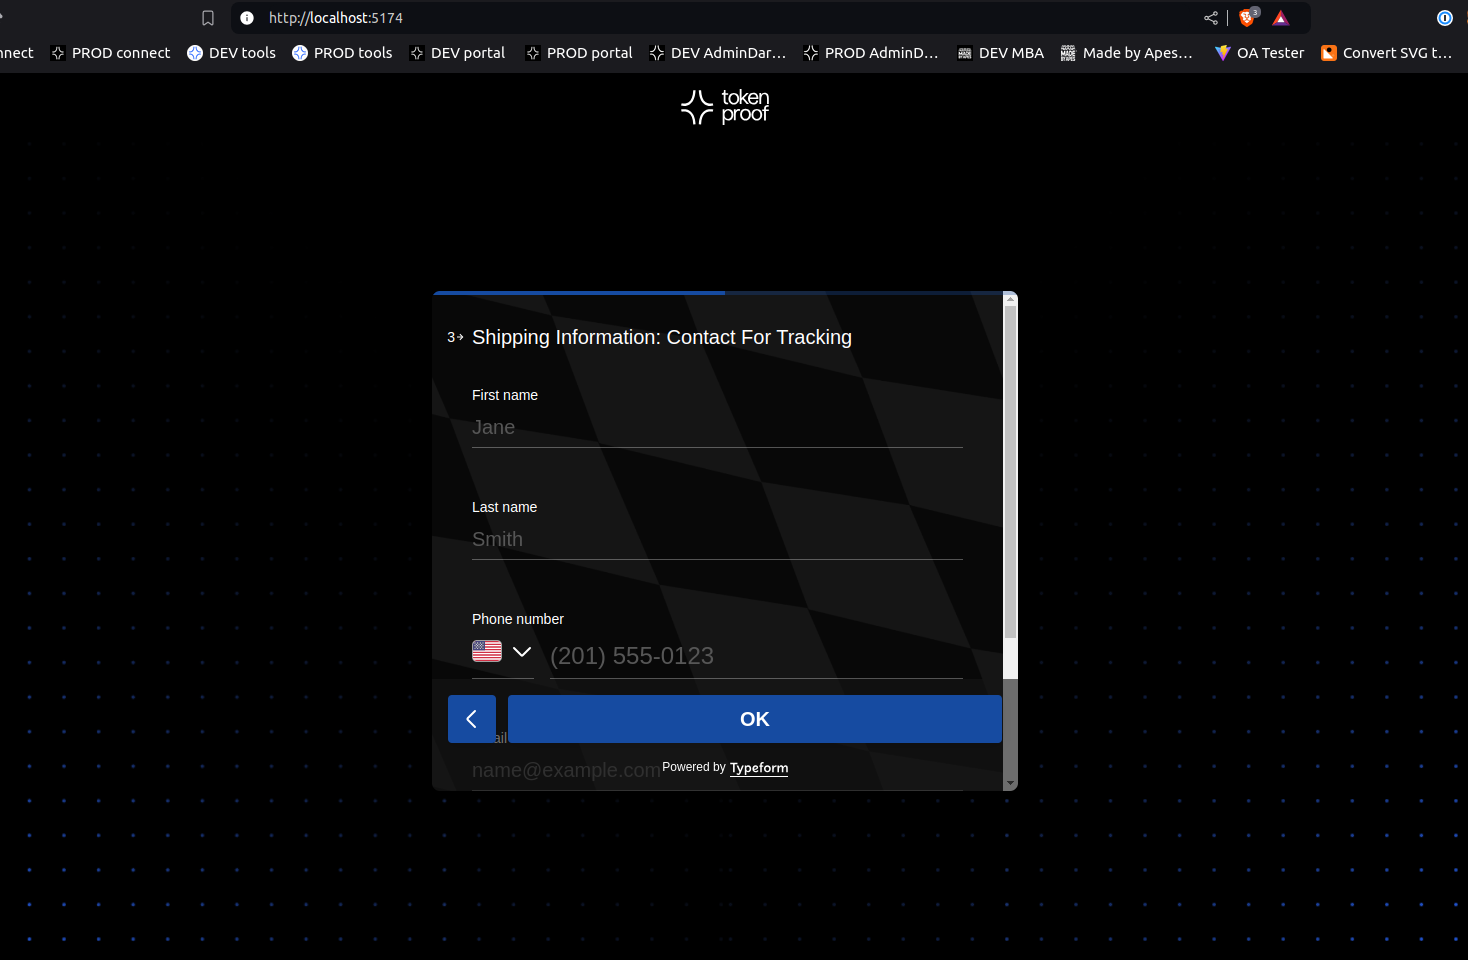 http://localhost:5174
3
nnect PROD connect DEV tools PROD tools DEV portal PROD portal DEV AdminDar... PROD AdminD... DEV MBA Made by Apes... OA Tester Convert SVG t...
token
proof
3 Shipping Information: Contact For Tracking
First name
Jane
Last name
Smith
Phone number
(201) 555-0123
OK
ail
name@example.com
Powered by Typeform